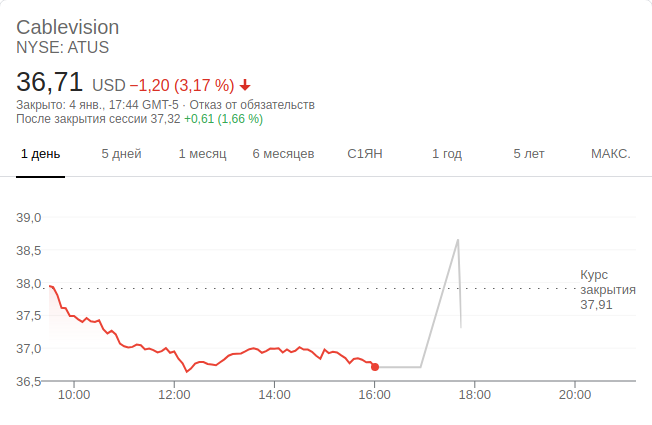 Cablevision
NYSE: ATUS
36,71 USD −1,20 (3,17 %)
Закрыто: 4 янв., 17:44 GMT-5 · Отказ от обязательств
После закрытия сессии 37,32 +0,61 (1,66 %)
1 день 5 дней 1 месяц 6 месяцев С1ЯН 1 год 5 лет МАКС.
39,0
38,5
38,0
37,5
37,0
36,5
Курс
закрытия
37,91
10:00 12:00 14:00 16:00 18:00 20:00